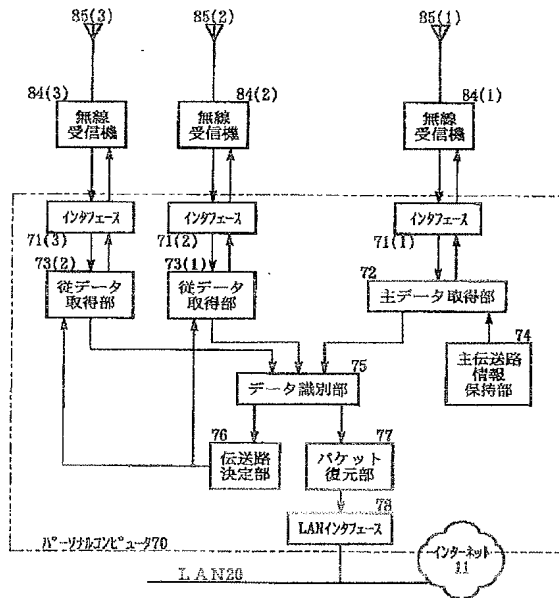 85(3)
85(2)
85(1)
84(3)
84(2)
84(1)
無線
受信機
無線
受信機
無線
受信機
インタフェース
インタフェース
インタフェース
71(3)
71(2)
71(1)
73(2)
73(1)
72
従データ
取得部
従データ
取得部
主データ取得部
74
主伝送路
情報
保持部
75
データ識別部
76
77
伝送路
決定部
パケット
復元部
78
LANインタフェース
パーソナルコンピュータ70
インターネット
11
LAN20